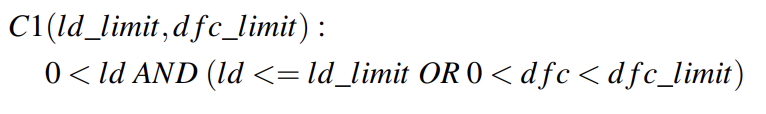 C1(ld_limit,dfc_limit) :
0 < ld AND (ld <= ld_limit OR 0 < dfc < dfc_limit)